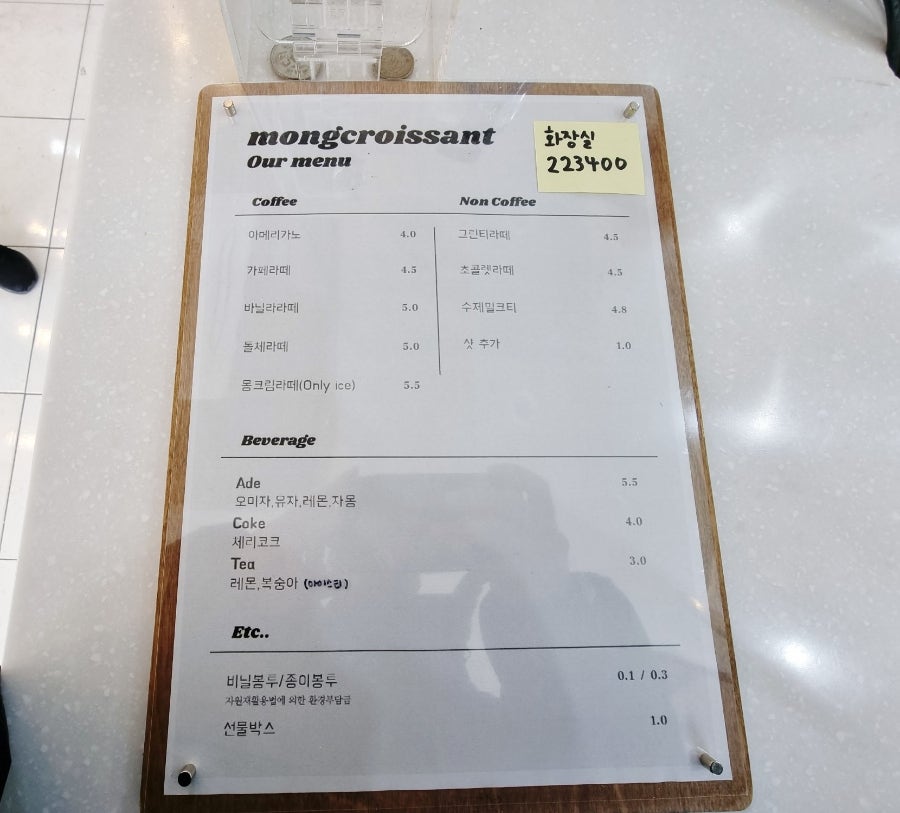 mongcroissant
Our menu
화장실
223400
Coffee
아메리가노 4.0
카페라떼 4.5
바닐라라떼 5.0
돌체라떼 5.0
몽크림라떼(Only ice) 5.5
Non Coffee
그린티라떼 4.5
초콜렛라떼 4.5
수제밀크티 4.8
샷 추가 1.0
Beverage
Ade 5.5
오미자,유자,레몬,자몽
Coke 4.0
체리코크
Tea 3.0
레몬,복숭아 (아이스티)
Etc..
비닐봉투/종이봉투 0.1 / 0.3
자원재활용법에 의한 환경부담금
선물박스 1.0